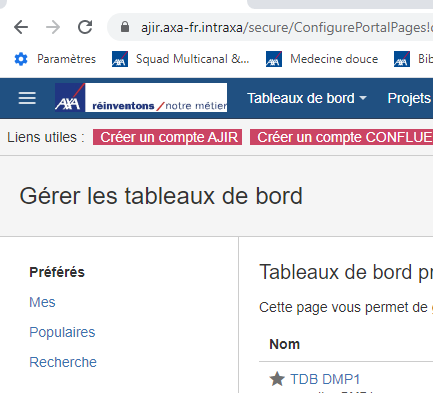 ajir.axa-fr.intraxa/secure/ConfigurePortalPages!
Paramètres Squad Multicanal &... Medecine douce Bib
AXA réinventons / notre métier Tableaux de bord Projets
Liens utiles : Créer un compte AJIR Créer un compte CONFLUE
Gérer les tableaux de bord
Préférés
Mes
Populaires
Recherche
Tableaux de bord pr
Cette page vous permet de
Nom
TDB DMP1